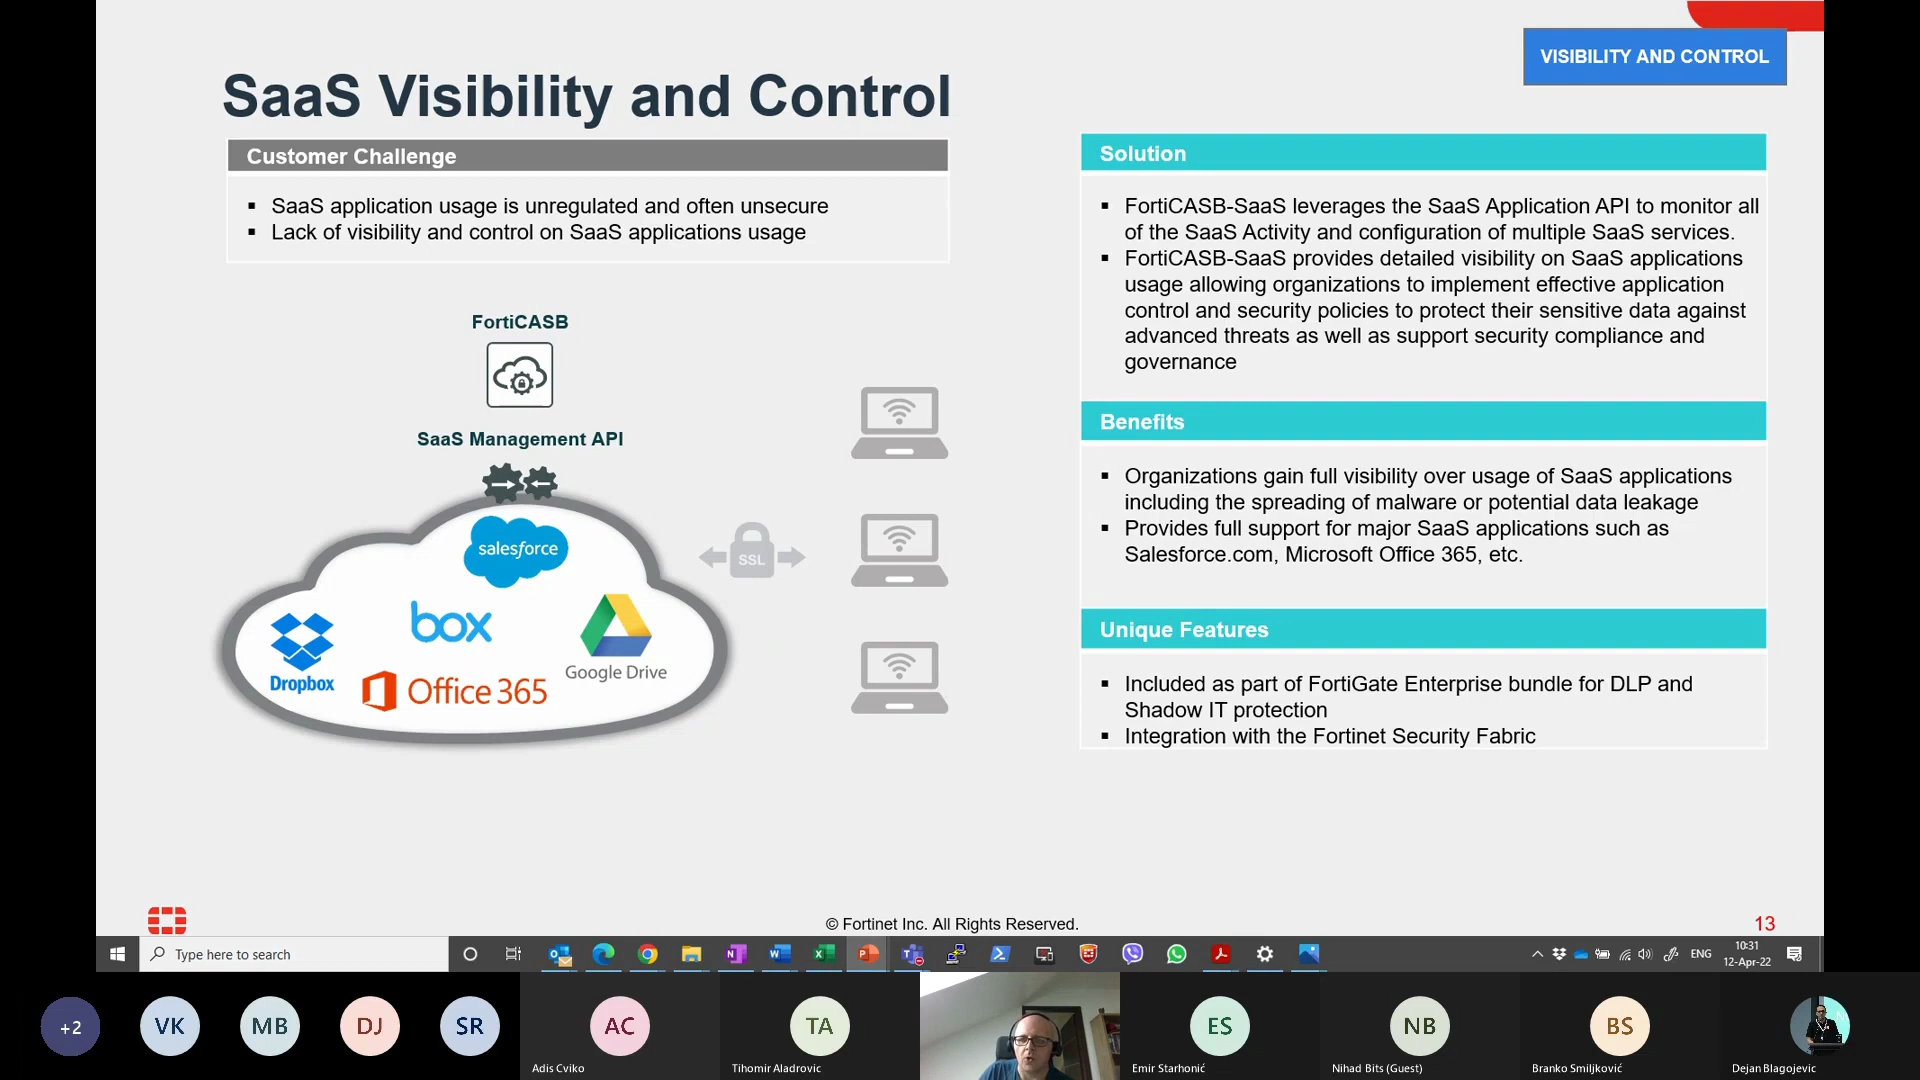 VISIBILITY AND CONTROL
SaaS Visibility and Control
Customer Challenge
▪ SaaS application usage is unregulated and often unsecure
▪ Lack of visibility and control on SaaS applications usage
FortiCASB
SaaS Management API
salesforce
box
Dropbox
Office 365
Google Drive
SSL
Solution
▪ FortiCASB-SaaS leverages the SaaS Application API to monitor all
of the SaaS Activity and configuration of multiple SaaS services.
▪ FortiCASB-SaaS provides detailed visibility on SaaS applications
usage allowing organizations to implement effective application
control and security policies to protect their sensitive data against
advanced threats as well as support security compliance and
governance
Benefits
▪ Organizations gain full visibility over usage of SaaS applications
including the spreading of malware or potential data leakage
▪ Provides full support for major SaaS applications such as
Salesforce.com, Microsoft Office 365, etc.
Unique Features
▪ Included as part of FortiGate Enterprise bundle for DLP and
Shadow IT protection
▪ Integration with the Fortinet Security Fabric
© Fortinet Inc. All Rights Reserved.
13
Type here to search
ENG
10:31
12-Apr-22
+2
VK
MB
DJ
SR
AC
Adis Cviko
TA
Tihomir Aladrovic
ES
Emir Starhonić
NB
Nihad Bits (Guest)
BS
Branko Smiljković
Dejan Blagojevic